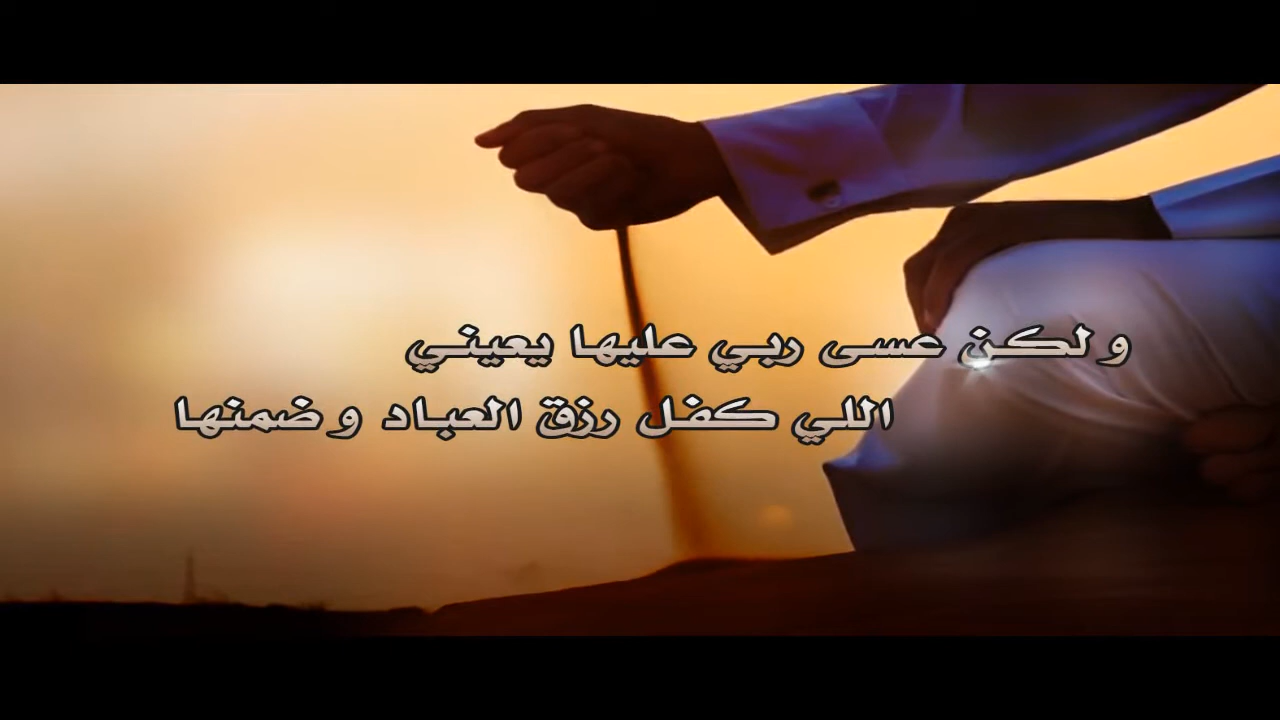 ولكن عسى ربي عليها يعيني
اللي كفل رزق العباد وضمنها